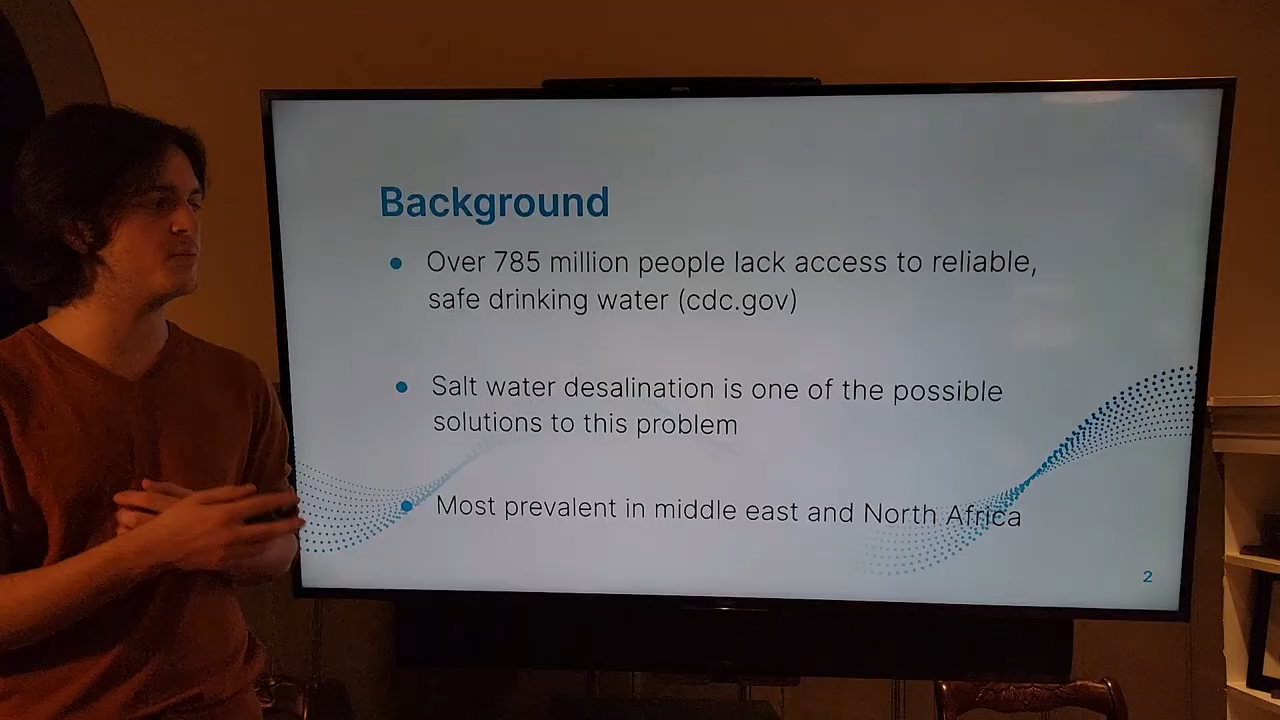 Background
Over 785 million people lack access to reliable,
safe drinking water (cdc.gov)
Salt water desalination is one of the possible
solutions to this problem
Most prevalent in middle east and North Africa
2